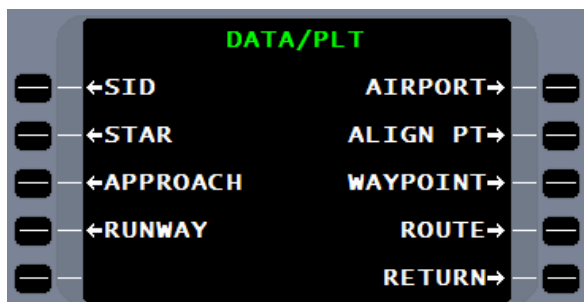 DATA/PLT
←SID AIRPORT→
←STAR ALIGN PT→
←APPROACH WAYPOINT→
←RUNWAY ROUTE→
RETURN→